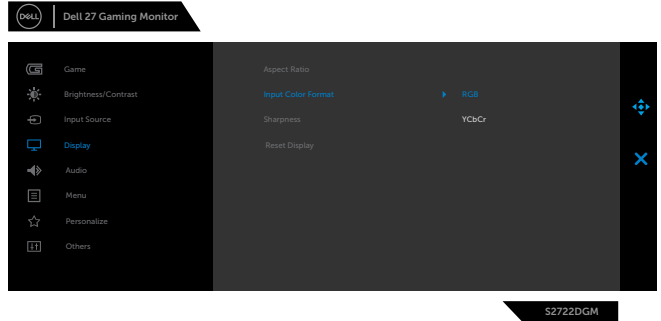 DELL
Dell 27 Gaming Monitor
Game
Aspect Ratio
Brightness/Contrast
Input Color Format
RGB
Input Source
Sharpness
YCbCr
Display
Reset Display
Audio
Menu
Personalize
Others
S2722DGM